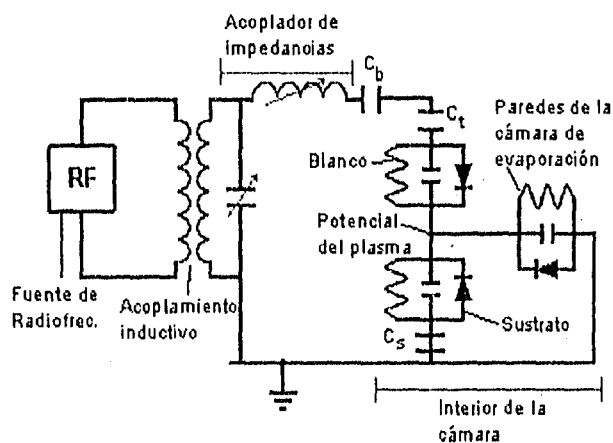 Acoplador de
impedancias
C_b
C_t
Paredes de la
cámara de
evaporación
Blanco
RF
Potencial
del plasma
Fuente de
Radiofrec.
Acoplamiento
inductivo
Sustrato
C_s
Interior de la
cámara